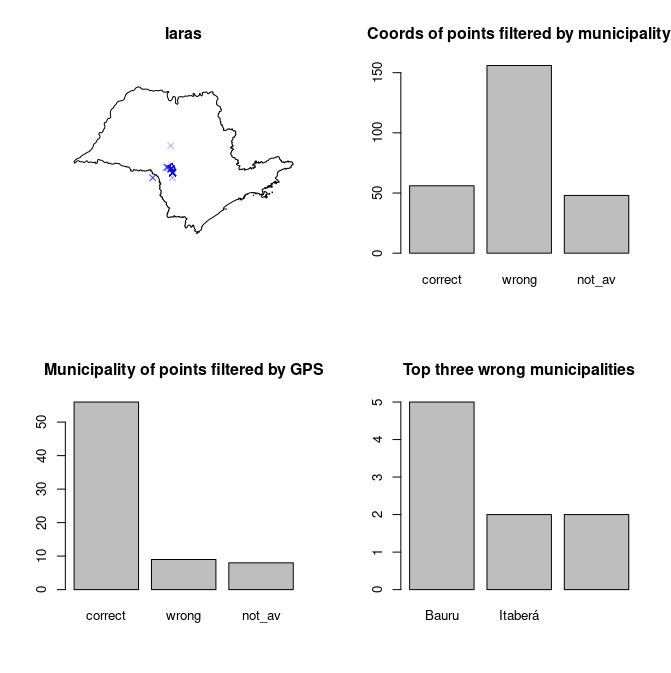 Iaras
Coords of points filtered by municipality
0
50
100
150
correct wrong not_av
Municipality of points filtered by GPS
0
10
20
30
40
50
correct wrong not_av
Top three wrong municipalities
0
1
2
3
4
5
Bauru Itaberá